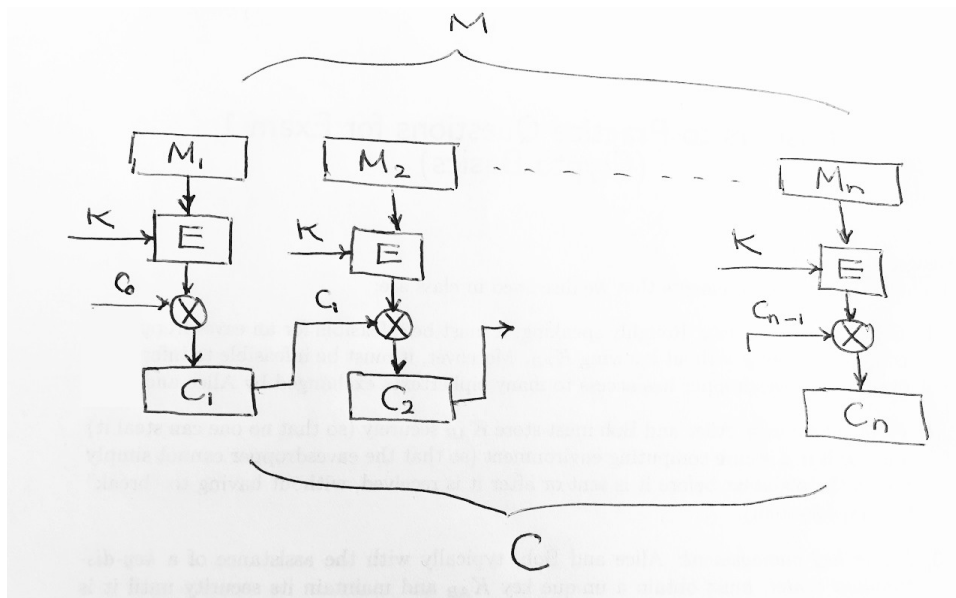 M
M₁ M₂ - - - - - - - Mₙ
K E K E K E
C₀ C₁ Cₙ₋₁
C₁ C₂ Cₙ
C